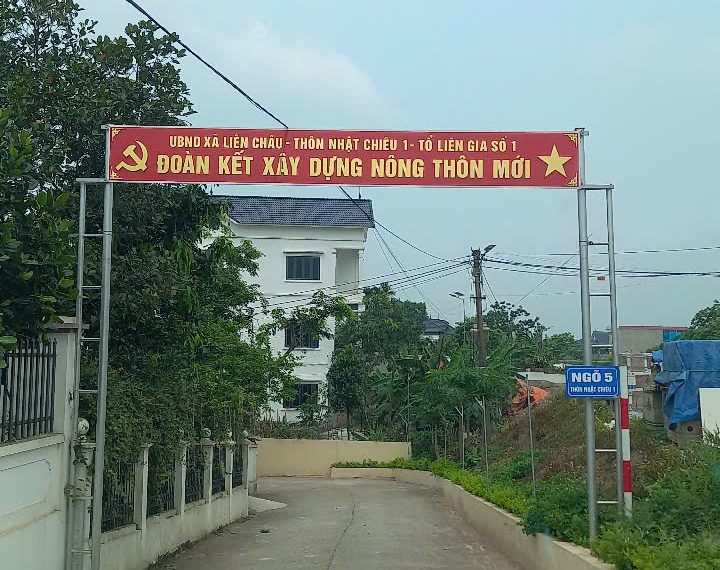 UBND XÃ LIÊN CHÂU - THÔN NHẬT CHIÊU 1- TỔ LIÊN GIA SỐ 1
ĐOÀN KẾT XÂY DỰNG NÔNG THÔN MỚI
NGÕ 5
THÔN NHẬT CHIÊU 1